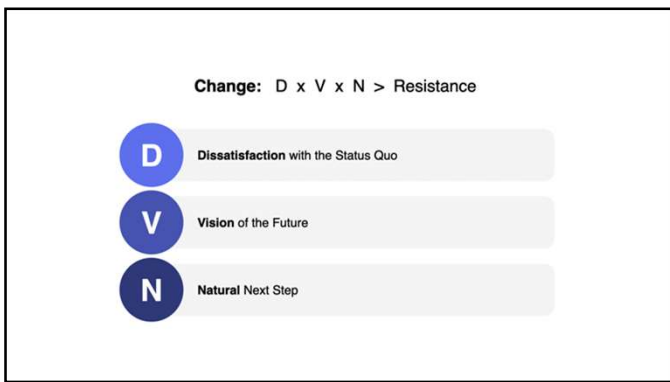 Change: D x V x N > Resistance
D
Dissatisfaction with the Status Quo
V
Vision of the Future
N
Natural Next Step